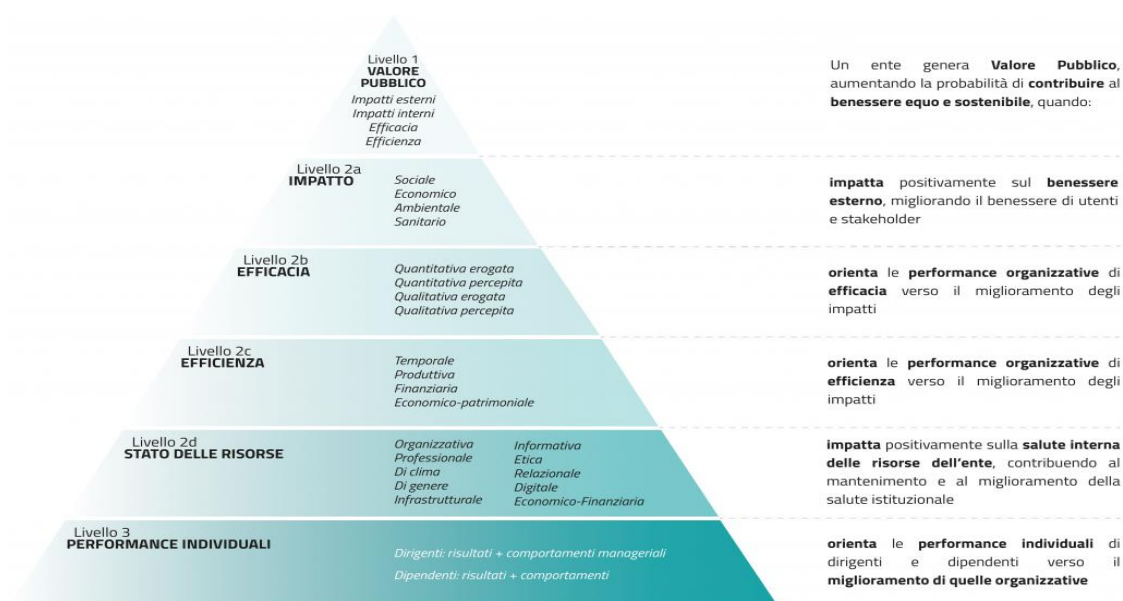 Livello 1
VALORE
PUBBLICO
Impatti esterni
Impatti interni
Efficacia
Efficienza
Un ente genera Valore Pubblico,
aumentando la probabilità di contribuire al
benessere equo e sostenibile, quando:
Livello 2a
IMPATTO
Sociale
Economico
Ambientale
Sanitario
impatta positivamente sul benessere
esterno, migliorando il benessere di utenti
e stakeholder
Livello 2b
EFFICACIA
Quantitativa erogata
Quantitativa percepita
Qualitativa erogata
Qualitativa percepita
orienta le performance organizzative di
efficacia verso il miglioramento degli
impatti
Livello 2c
EFFICIENZA
Temporale
Produttiva
Finanziaria
Economico-patrimoniale
orienta le performance organizzative di
efficienza verso il miglioramento degli
impatti
Livello 2d
STATO DELLE RISORSE
Organizzativa
Professionale
Di clima
Di genere
Infrastrutturale
Informativa
Etica
Relazionale
Digitale
Economico-Finanziaria
impatta positivamente sulla salute interna
delle risorse dell'ente, contribuendo al
mantenimento e al miglioramento della
salute istituzionale
Livello 3
PERFORMANCE INDIVIDUALI
Dirigenti: risultati + comportamenti manageriali
Dipendenti: risultati + comportamenti
orienta le performance individuali di
dirigenti e dipendenti verso il
miglioramento di quelle organizzative